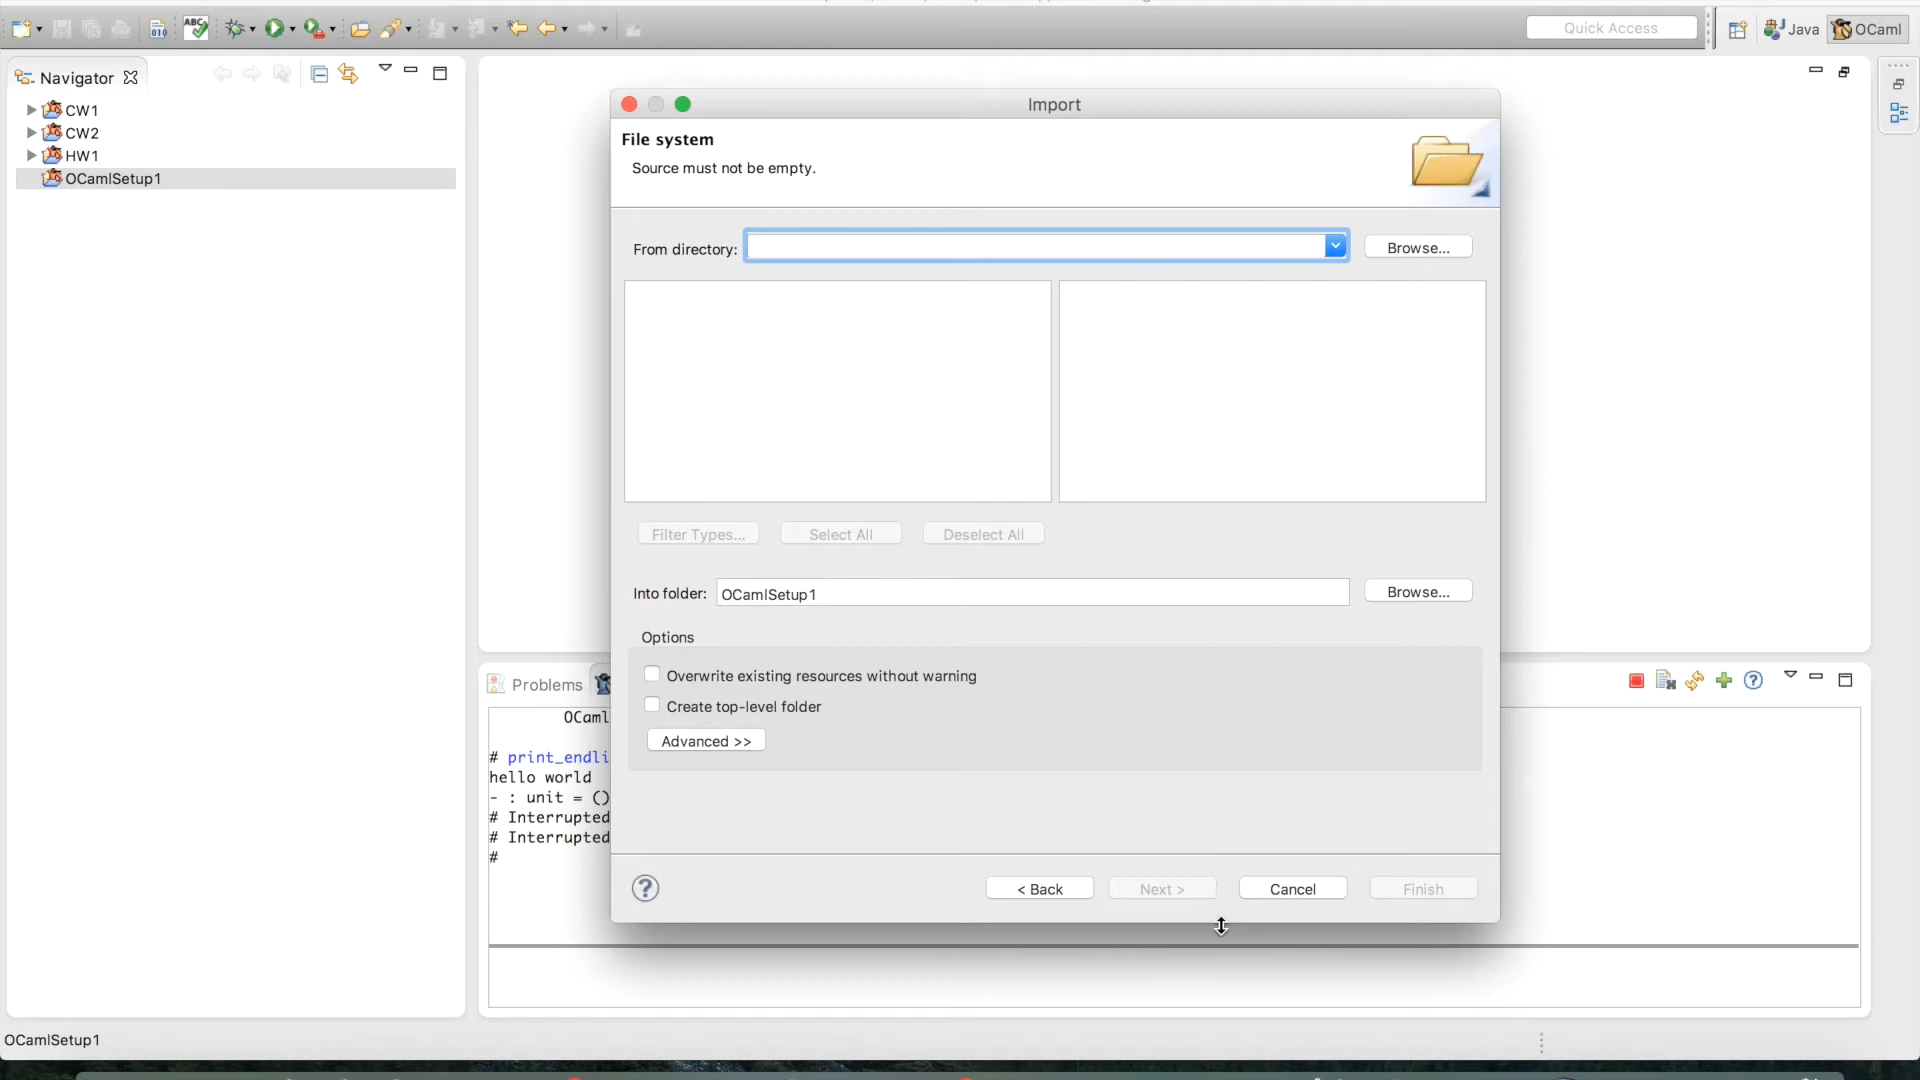 010
ABC
Quick Access
Java
OCaml
Navigator
CW1
CW2
HW1
OCamlSetup1
Import
File system
Source must not be empty.
From directory:
Browse...
Filter Types...
Select All
Deselect All
Into folder:
OCamlSetup1
Browse...
Options
Overwrite existing resources without warning
Create top-level folder
Advanced >>
Problems
OCaml
# print_endli
hello world
- : unit = ()
# Interrupted
# Interrupted
#
?
< Back
Next >
Cancel
Finish
OCamlSetup1